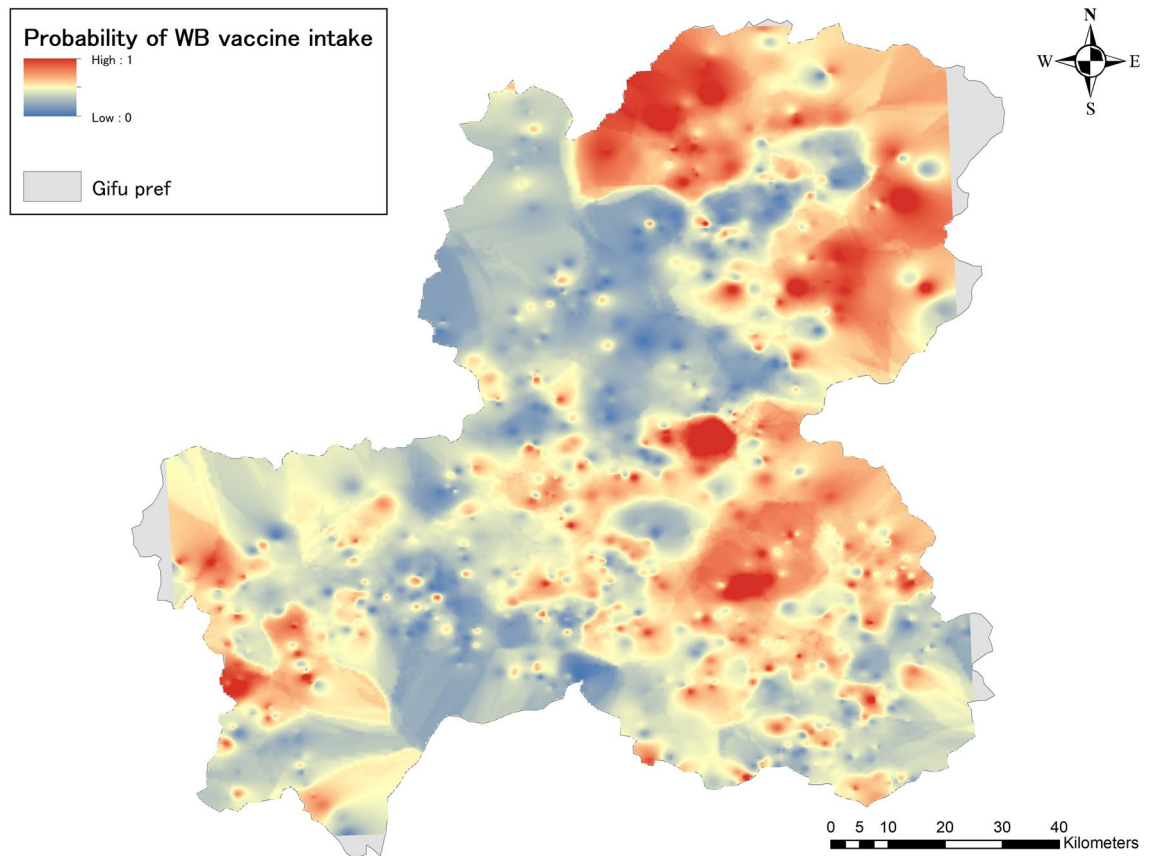 Probability of WB vaccine intake
High : 1
Low : 0
Gifu pref
N
W E
S
0 5 10 20 30 40
Kilometers